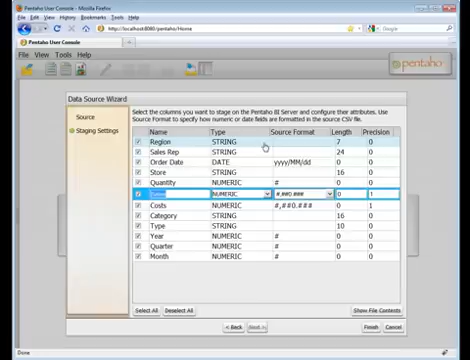 Pentaho User Console - Mozilla Firefox
File Edit View History Bookmarks Tools Help
http://localhost:8080/pentaho/Home
Google
Pentaho User Console
File View Tools Help
pentaho
Data Source Wizard
Source
Staging Settings
Select the columns you want to stage on the Pentaho BI Server and configure their attributes. Use
Source Format to specify how numeric or date fields are formatted in the source CSV file.
Name Type Source Format Length Precision
Region STRING 7 0
Sales Rep STRING 24 0
Order Date DATE yyyy/MM/dd 0 0
Store STRING 16 0
Quantity NUMERIC # 0 0
NUMERIC #,##0.### 0 1
Costs NUMERIC #,##0.### 0 1
Category STRING 16 0
Type STRING 10 0
Year NUMERIC # 0 0
Quarter NUMERIC # 0 0
Month NUMERIC # 0 0
Select All Deselect All Show File Contents
< Back Next > Finish Cancel
Done